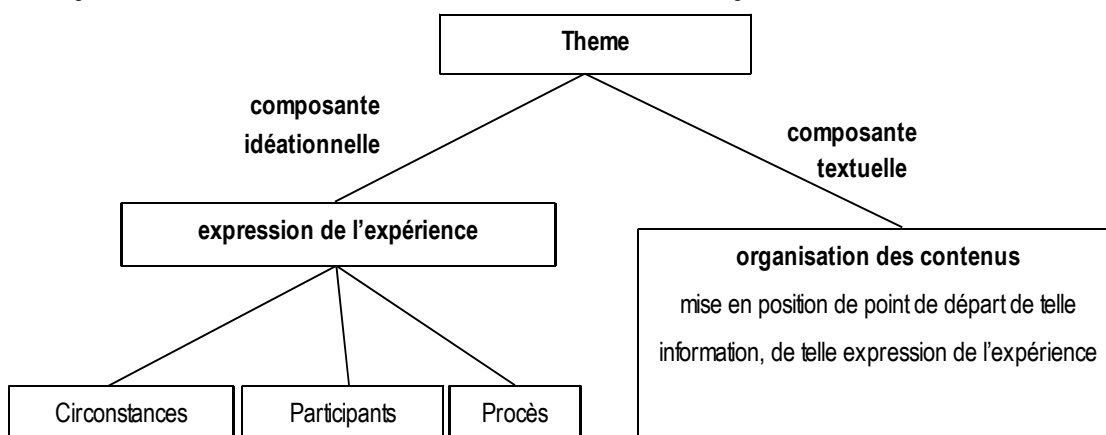 Theme
composante
idéationnelle
composante
textuelle
expression de l'expérience
organisation des contenus
mise en position de point de départ de telle
information, de telle expression de l'expérience
Circonstances
Participants
Procès